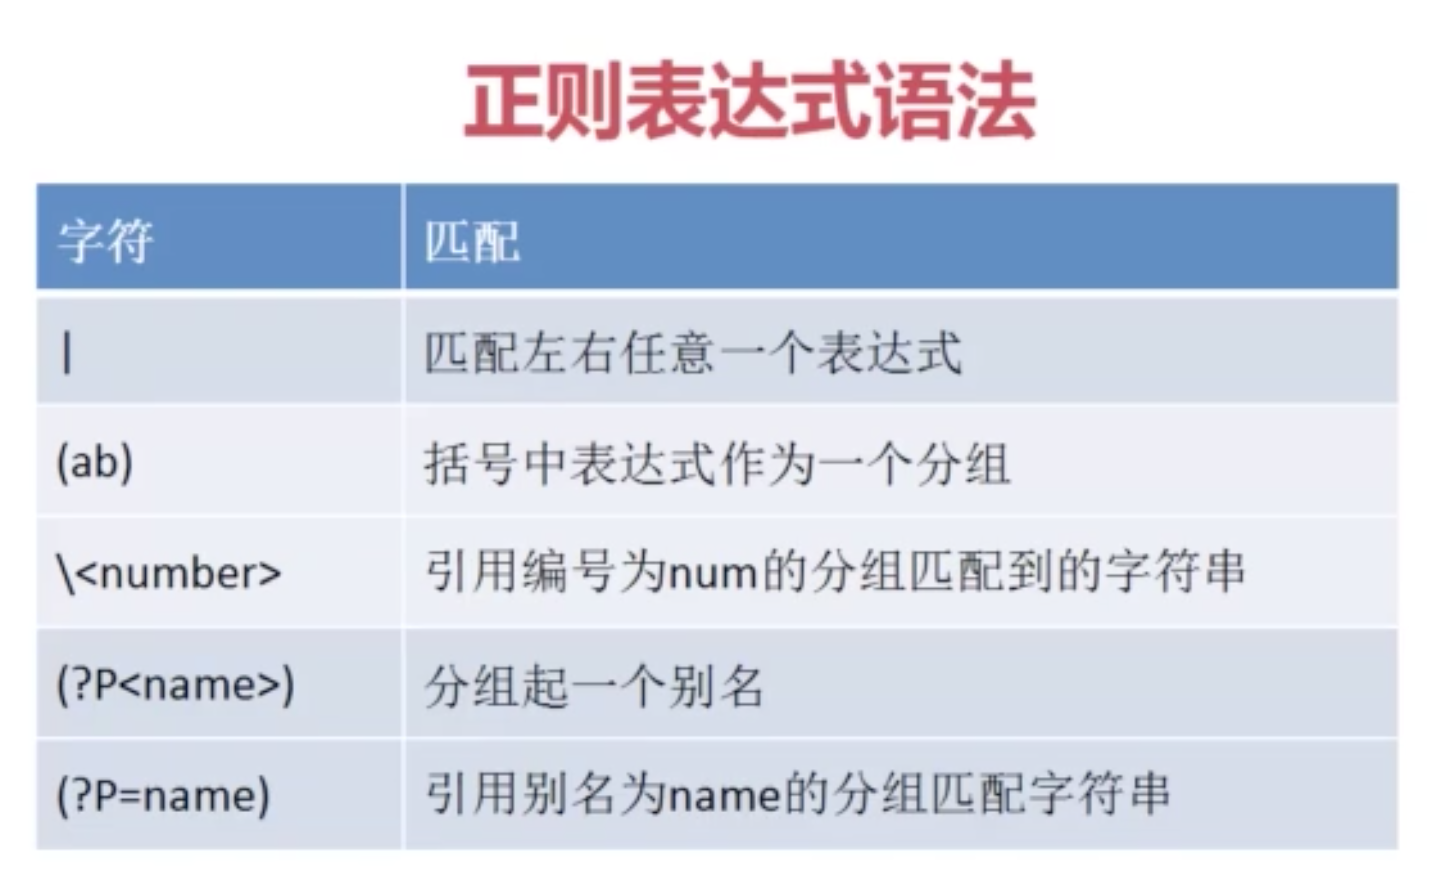 正则表达式语法
字符 匹配
| 匹配左右任意一个表达式
(ab) 括号中表达式作为一个分组
\<number> 引用编号为num的分组匹配到的字符串
(?P<name>) 分组起一个别名
(?P=name) 引用别名为name的分组匹配字符串